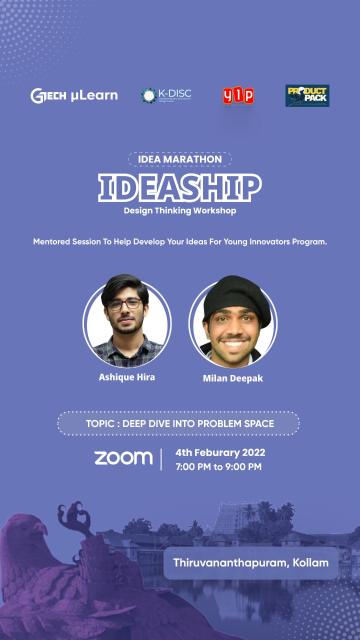 GTECH µLearn
K-DISC
y1p
PRODUCT PACK
IDEA MARATHON
IDEASHIP
Design Thinking Workshop
Mentored Session To Help Develop Your Ideas For Young Innovators Program.
Ashique Hira
Milan Deepak
TOPIC : DEEP DIVE INTO PROBLEM SPACE
zoom
4th Feburary 2022
7:00 PM to 9:00 PM
Thiruvananthapuram, Kollam